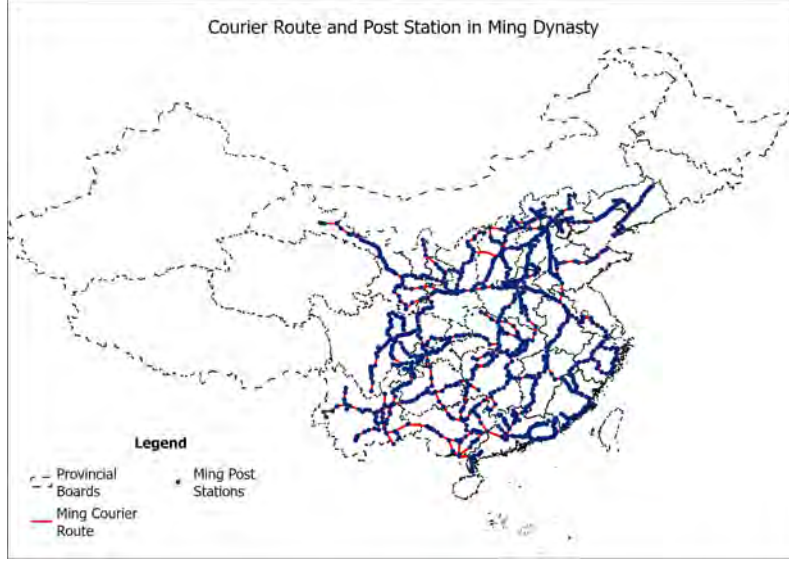 Courier Route and Post Station in Ming Dynasty
Legend
Provincial
Boards
Ming Post
Stations
Ming Courier
Route